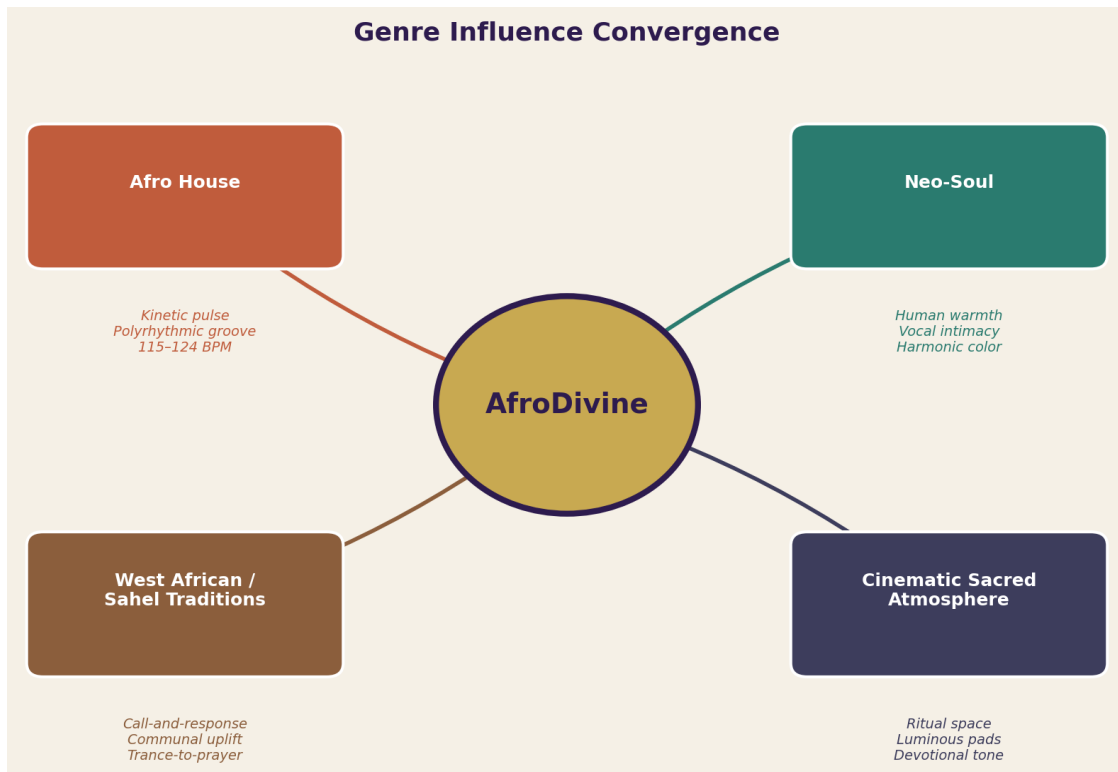 Genre Influence Convergence
Afro House
Kinetic pulse
Polyrhythmic groove
115–124 BPM
Neo-Soul
Human warmth
Vocal intimacy
Harmonic color
AfroDivine
West African /
Sahel Traditions
Call-and-response
Communal uplift
Trance-to-prayer
Cinematic Sacred
Atmosphere
Ritual space
Luminous pads
Devotional tone